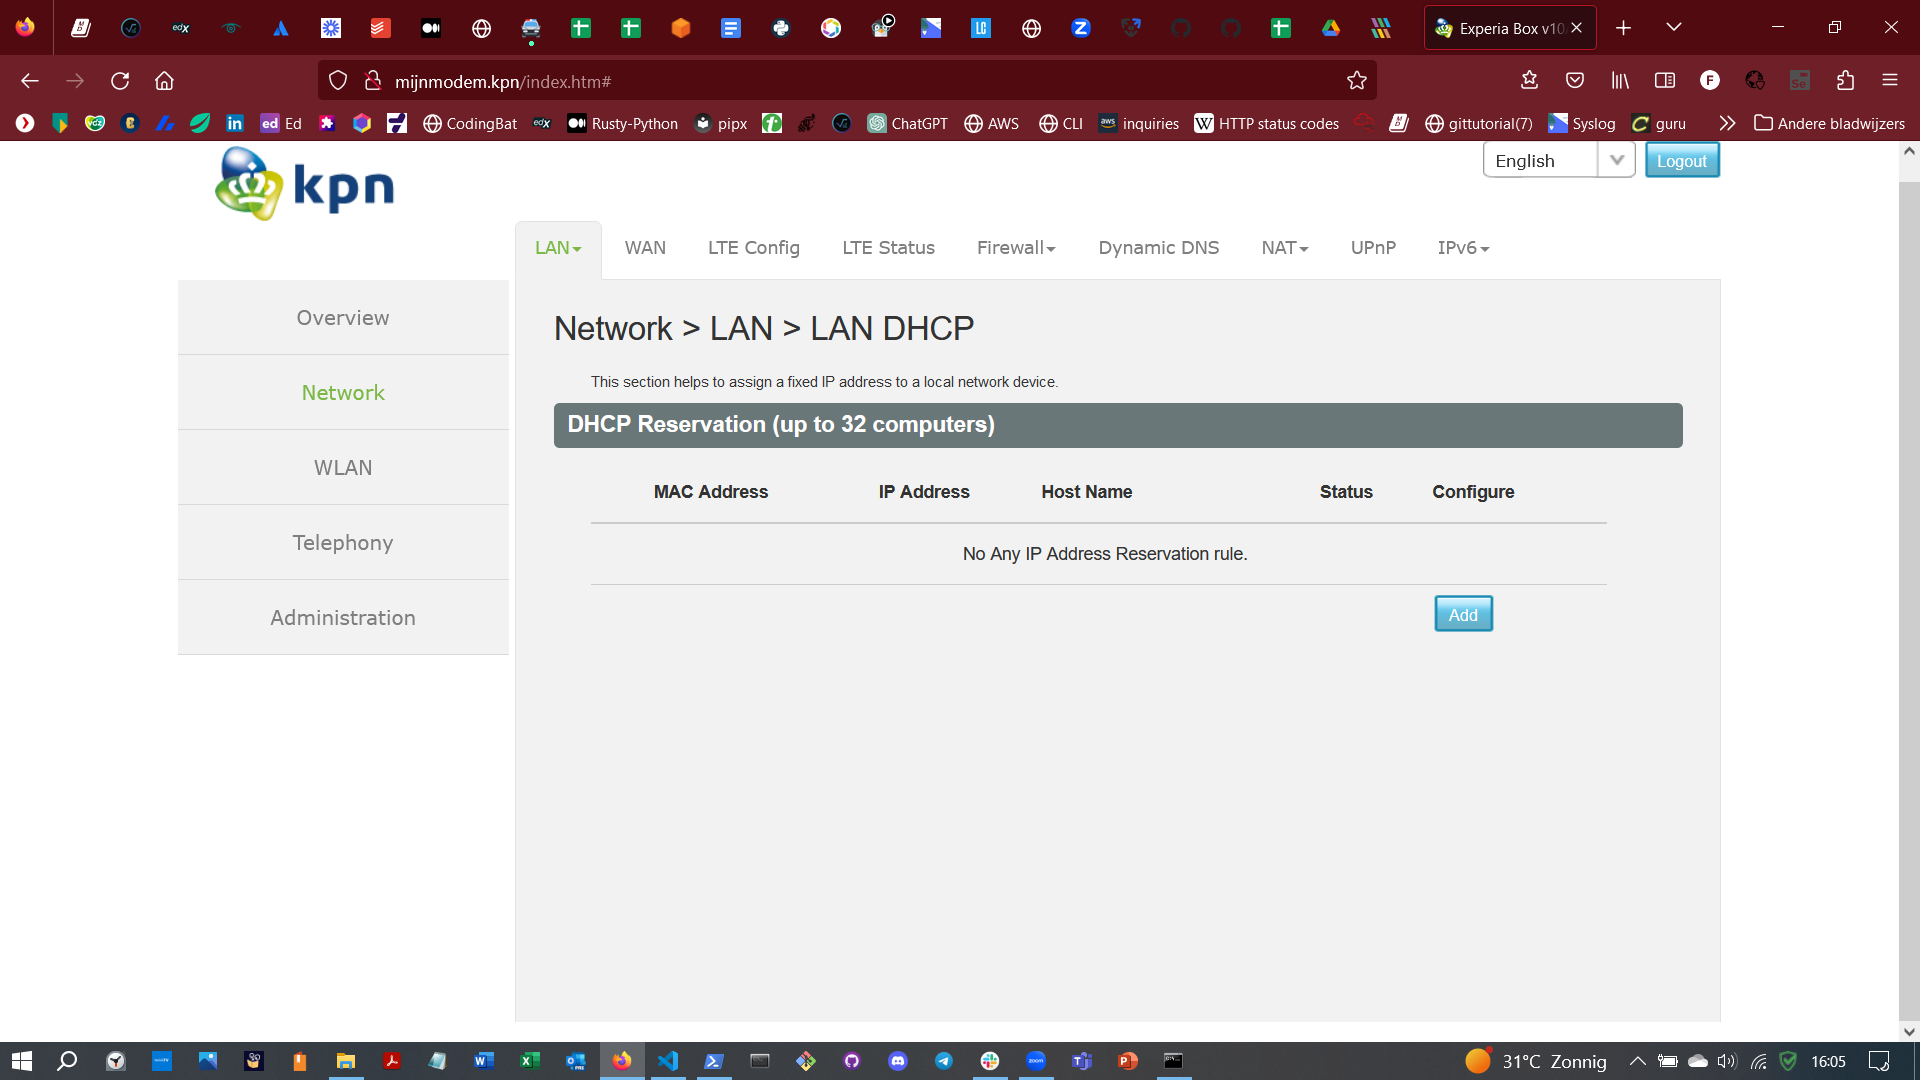 Experia Box v10
mijnmodem.kpn/index.htm#
Ed
CodingBat
edx
Rusty-Python
pipx
ChatGPT
AWS
CLI
aws
inquiries
HTTP status codes
gittutorial(7)
Syslog
guru
Andere bladwijzers
kpn
English
Logout
LAN
WAN
LTE Config
LTE Status
Firewall
Dynamic DNS
NAT
UPnP
IPv6
Overview
Network
WLAN
Telephony
Administration
Network > LAN > LAN DHCP
This section helps to assign a fixed IP address to a local network device.
DHCP Reservation (up to 32 computers)
MAC Address IP Address Host Name Status Configure
No Any IP Address Reservation rule.
Add
31°C Zonnig
16:05